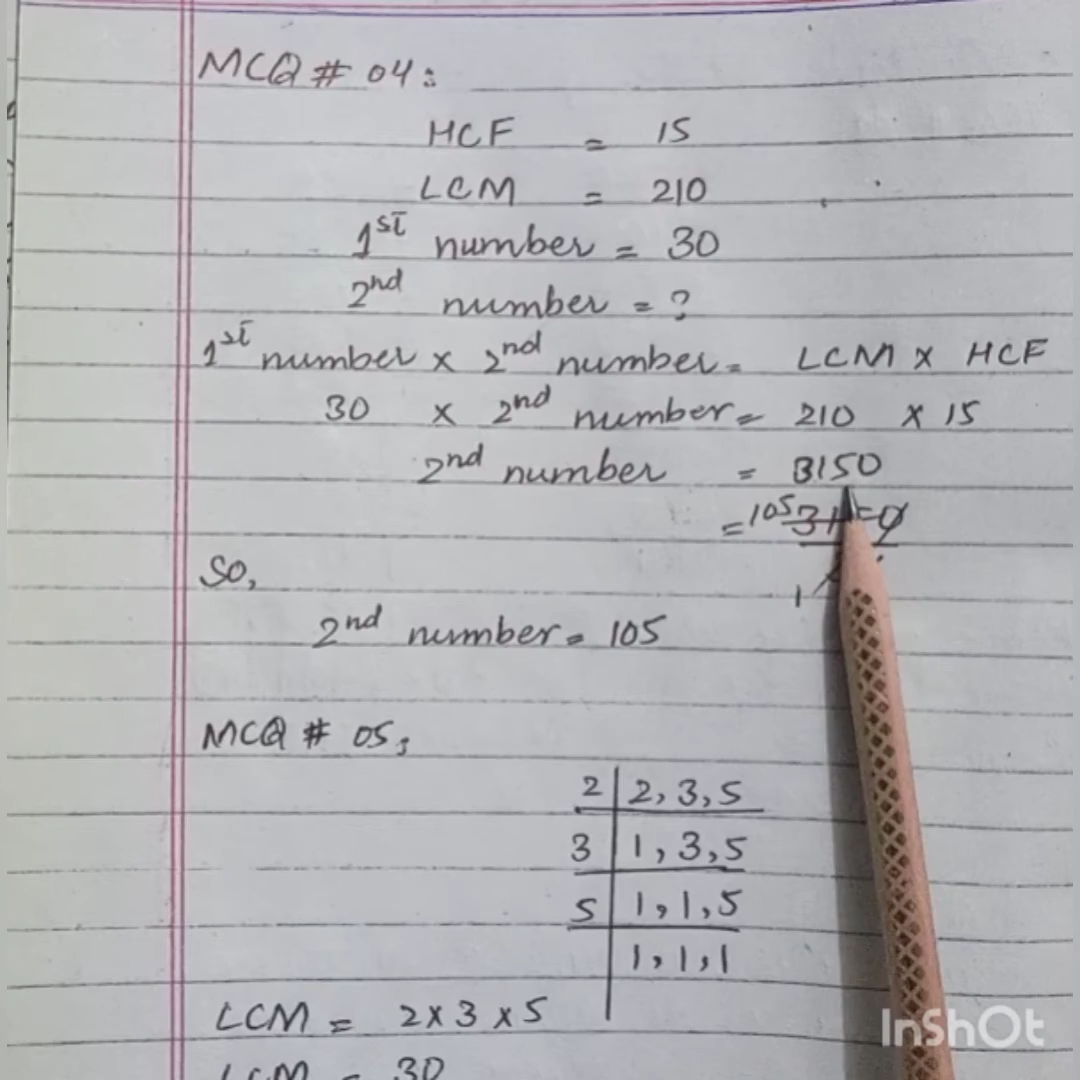 MCQ # 04:
HCF = 15
LCM = 210
1st number = 30
2nd number = ?
1st number x 2nd number = LCM x HCF
30 x 2nd number = 210 x 15
2nd number = 3150
= 105
1
So,
2nd number = 105
MCQ # 05:
2 | 2, 3, 5
3 | 1, 3, 5
5 | 1, 1, 5
1, 1, 1
LCM = 2 x 3 x 5
LCM = 30
InShOt